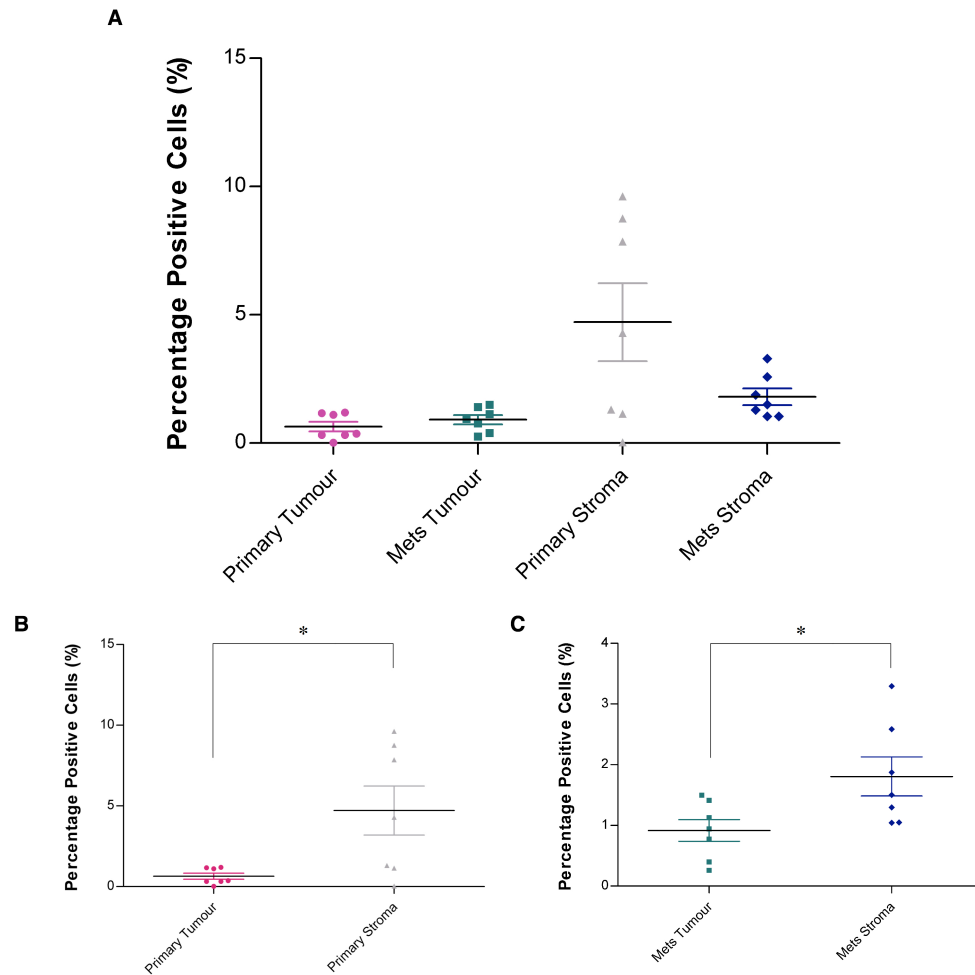 A
Percentage Positive Cells (%)
15
10
5
0
Primary Tumour
Mets Tumour
Primary Stroma
Mets Stroma
B
Percentage Positive Cells (%)
15
10
5
0
*
Primary Tumour
Primary Stroma
C
Percentage Positive Cells (%)
4
3
2
1
0
*
Mets Tumour
Mets Stroma